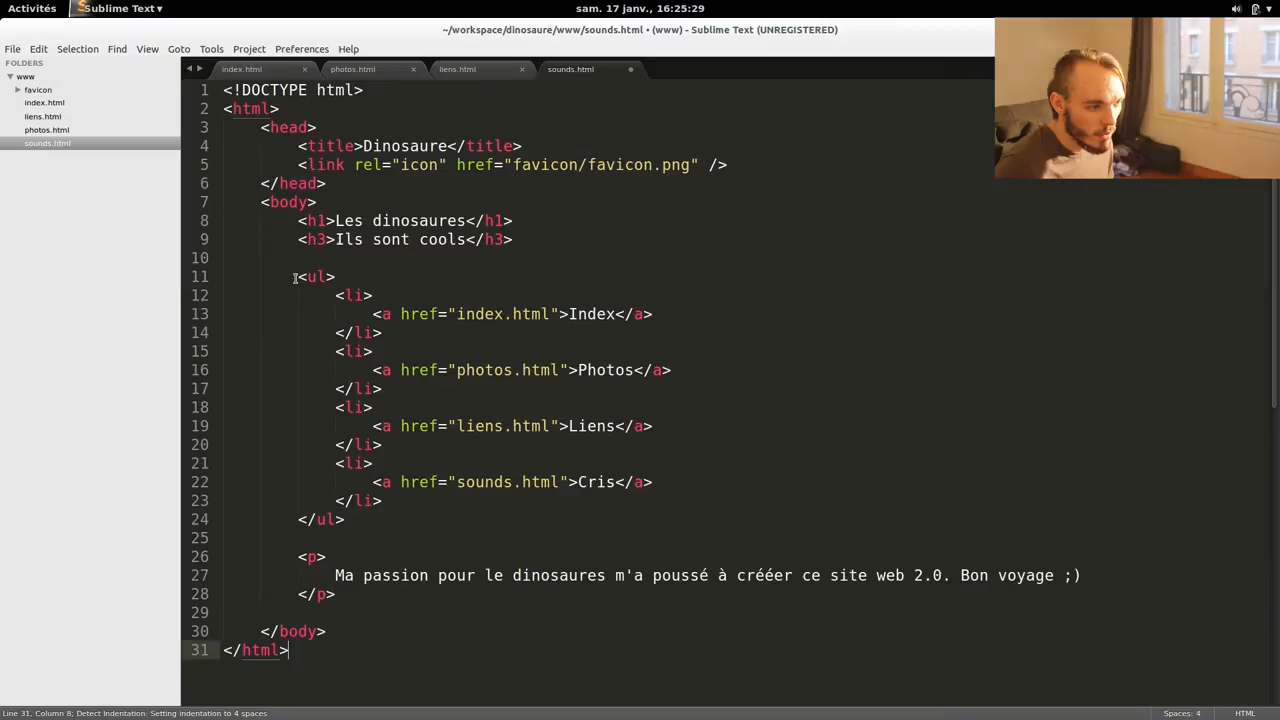 Activités Sublime Text▾ sam. 17 janv., 16:25:29
~/workspace/dinosaure/www/sounds.html • (www) - Sublime Text (UNREGISTERED)
File Edit Selection Find View Goto Tools Project Preferences Help
FOLDERS
www
favicon
index.html
liens.html
photos.html
sounds.html
index.html × photos.html × liens.html × sounds.html
1 <!DOCTYPE html>
2 <html>
3 <head>
4 <title>Dinosaure</title>
5 <link rel="icon" href="favicon/favicon.png" />
6 </head>
7 <body>
8 <h1>Les dinosaures</h1>
9 <h3>Ils sont cools</h3>
10
11 <ul>
12 <li>
13 <a href="index.html">Index</a>
14 </li>
15 <li>
16 <a href="photos.html">Photos</a>
17 </li>
18 <li>
19 <a href="liens.html">Liens</a>
20 </li>
21 <li>
22 <a href="sounds.html">Cris</a>
23 </li>
24 </ul>
25
26 <p>
27 Ma passion pour le dinosaures m'a poussé à crééer ce site web 2.0. Bon voyage ;)
28 </p>
29
30 </body>
31 </html>
Line 31, Column 8; Detect Indentation: Setting indentation to 4 spaces Spaces: 4 HTML